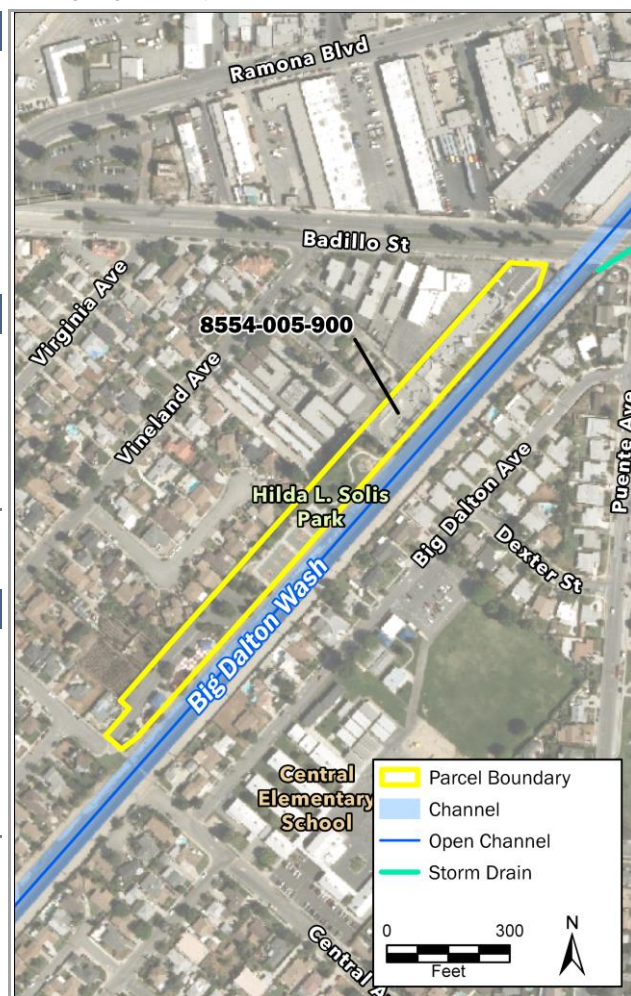 Ramona Blvd
Badillo St
Virginia Ave
8554-005-900
Vineland Ave
Puente Ave
Hilda L. Solis
Park
Big Dalton Ave
Dexter St
Big Dalton Wash
Central
Elementary
School
Central A
Parcel Boundary
Channel
Open Channel
Storm Drain
0
300
Feet
N